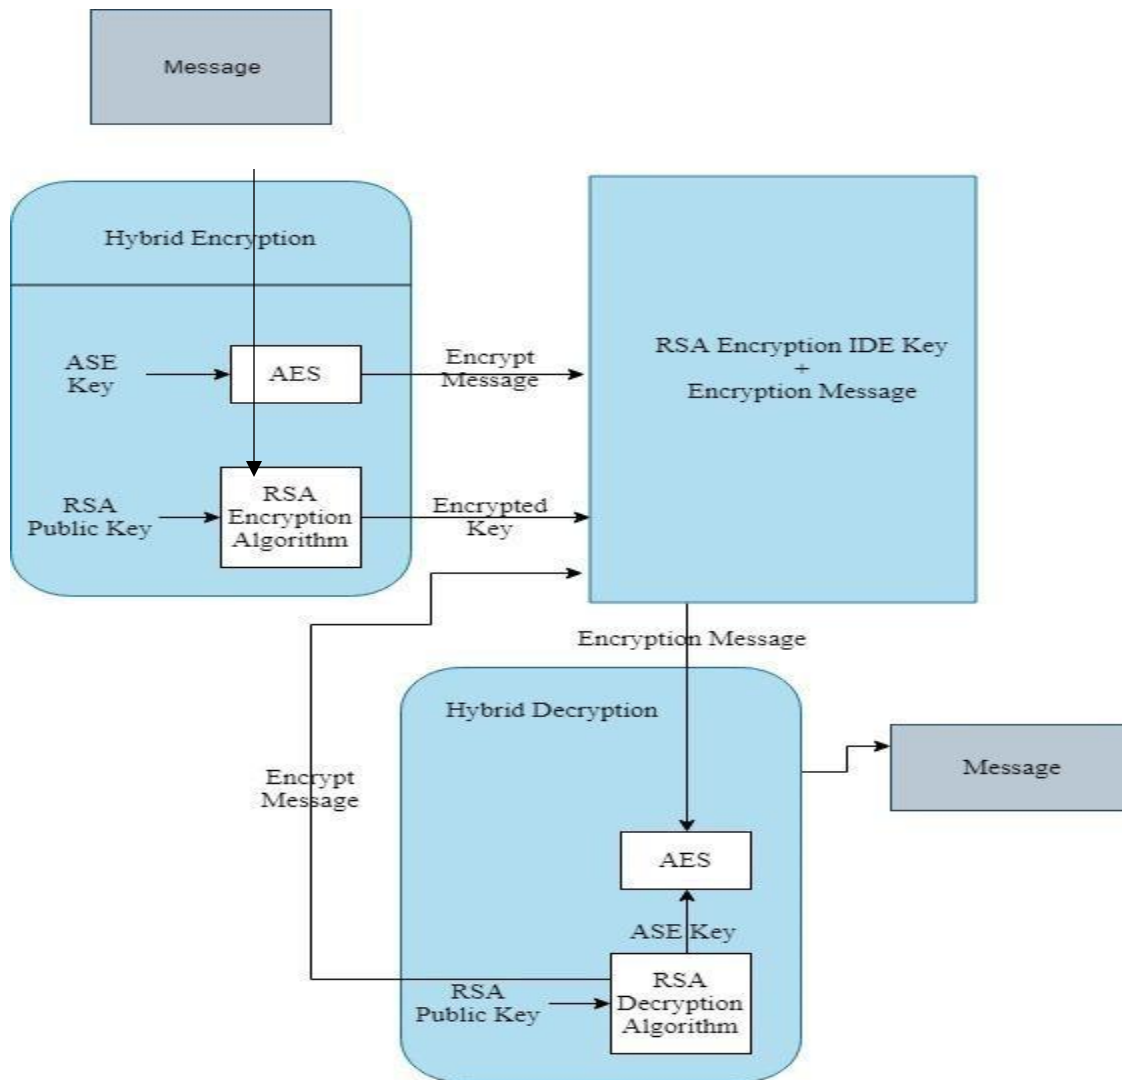 Message
Hybrid Encryption
ASE
Key
AES
Encrypt
Message
RSA Encryption IDE Key
+
Encryption Message
RSA
Public Key
RSA
Encryption
Algorithm
Encrypted
Key
Encryption Message
Hybrid Decryption
Encrypt
Message
Message
AES
ASE Key
RSA
Public Key
RSA
Decryption
Algorithm